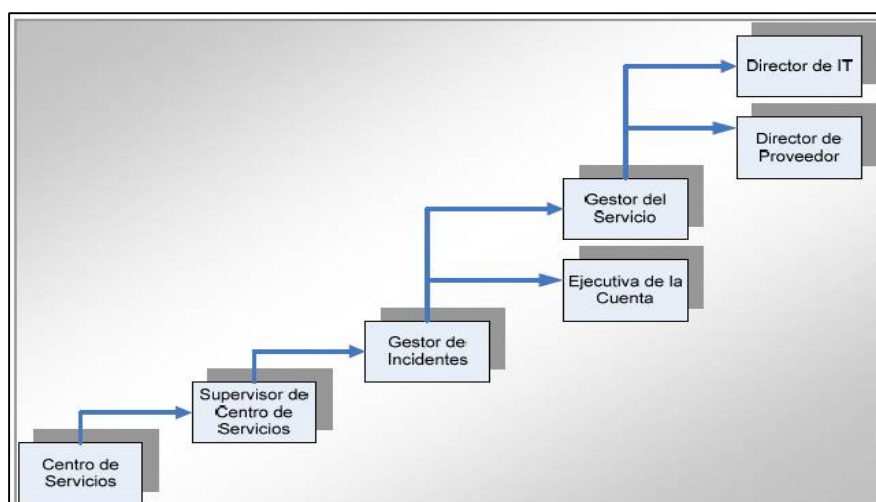 Director de IT
Director de
Proveedor
Gestor del
Servicio
Ejecutiva de la
Cuenta
Gestor de
Incidentes
Supervisor de
Centro de
Servicios
Centro de
Servicios